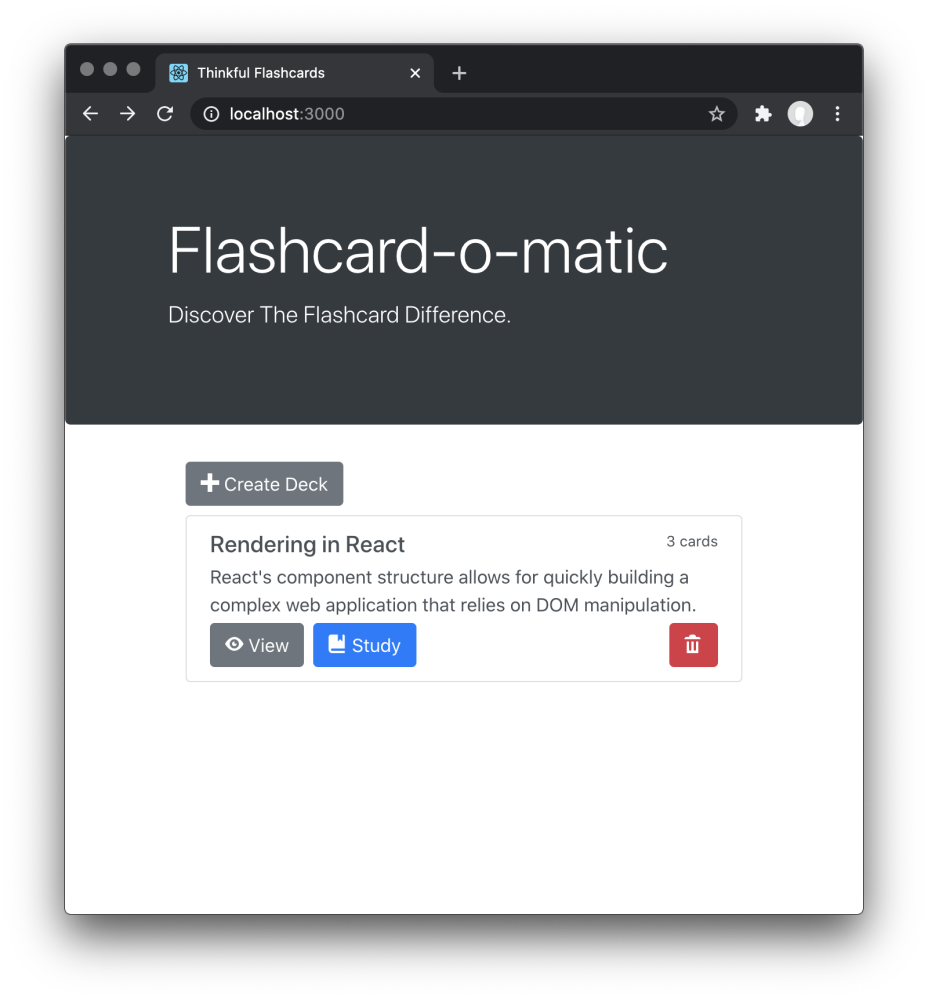 Thinkful Flashcards
localhost:3000
Flashcard-o-matic
Discover The Flashcard Difference.
Create Deck
Rendering in React 3 cards
React's component structure allows for quickly building a
complex web application that relies on DOM manipulation.
View Study